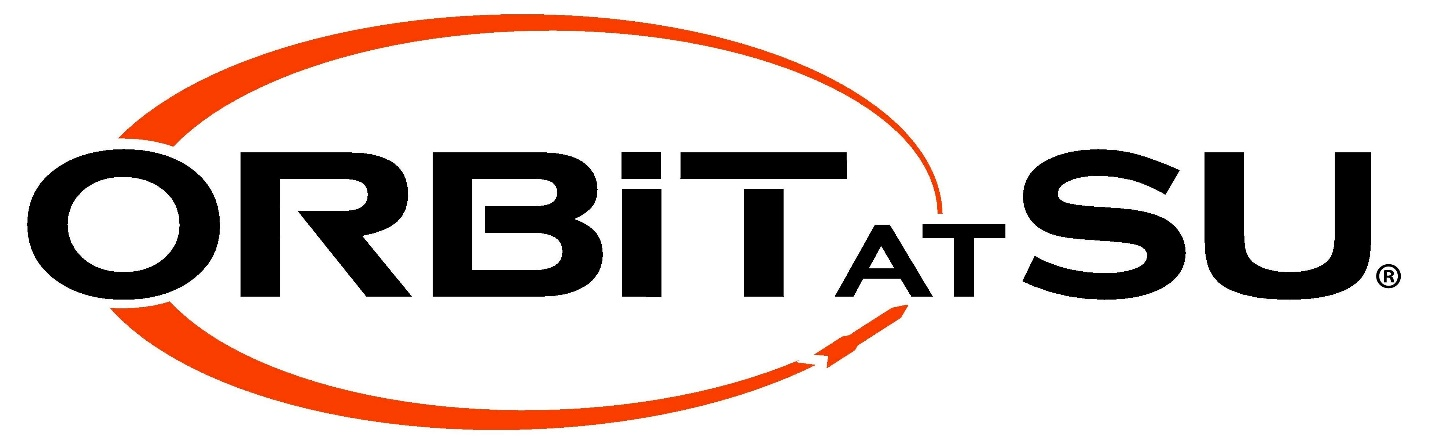 ORBiT AT SU®